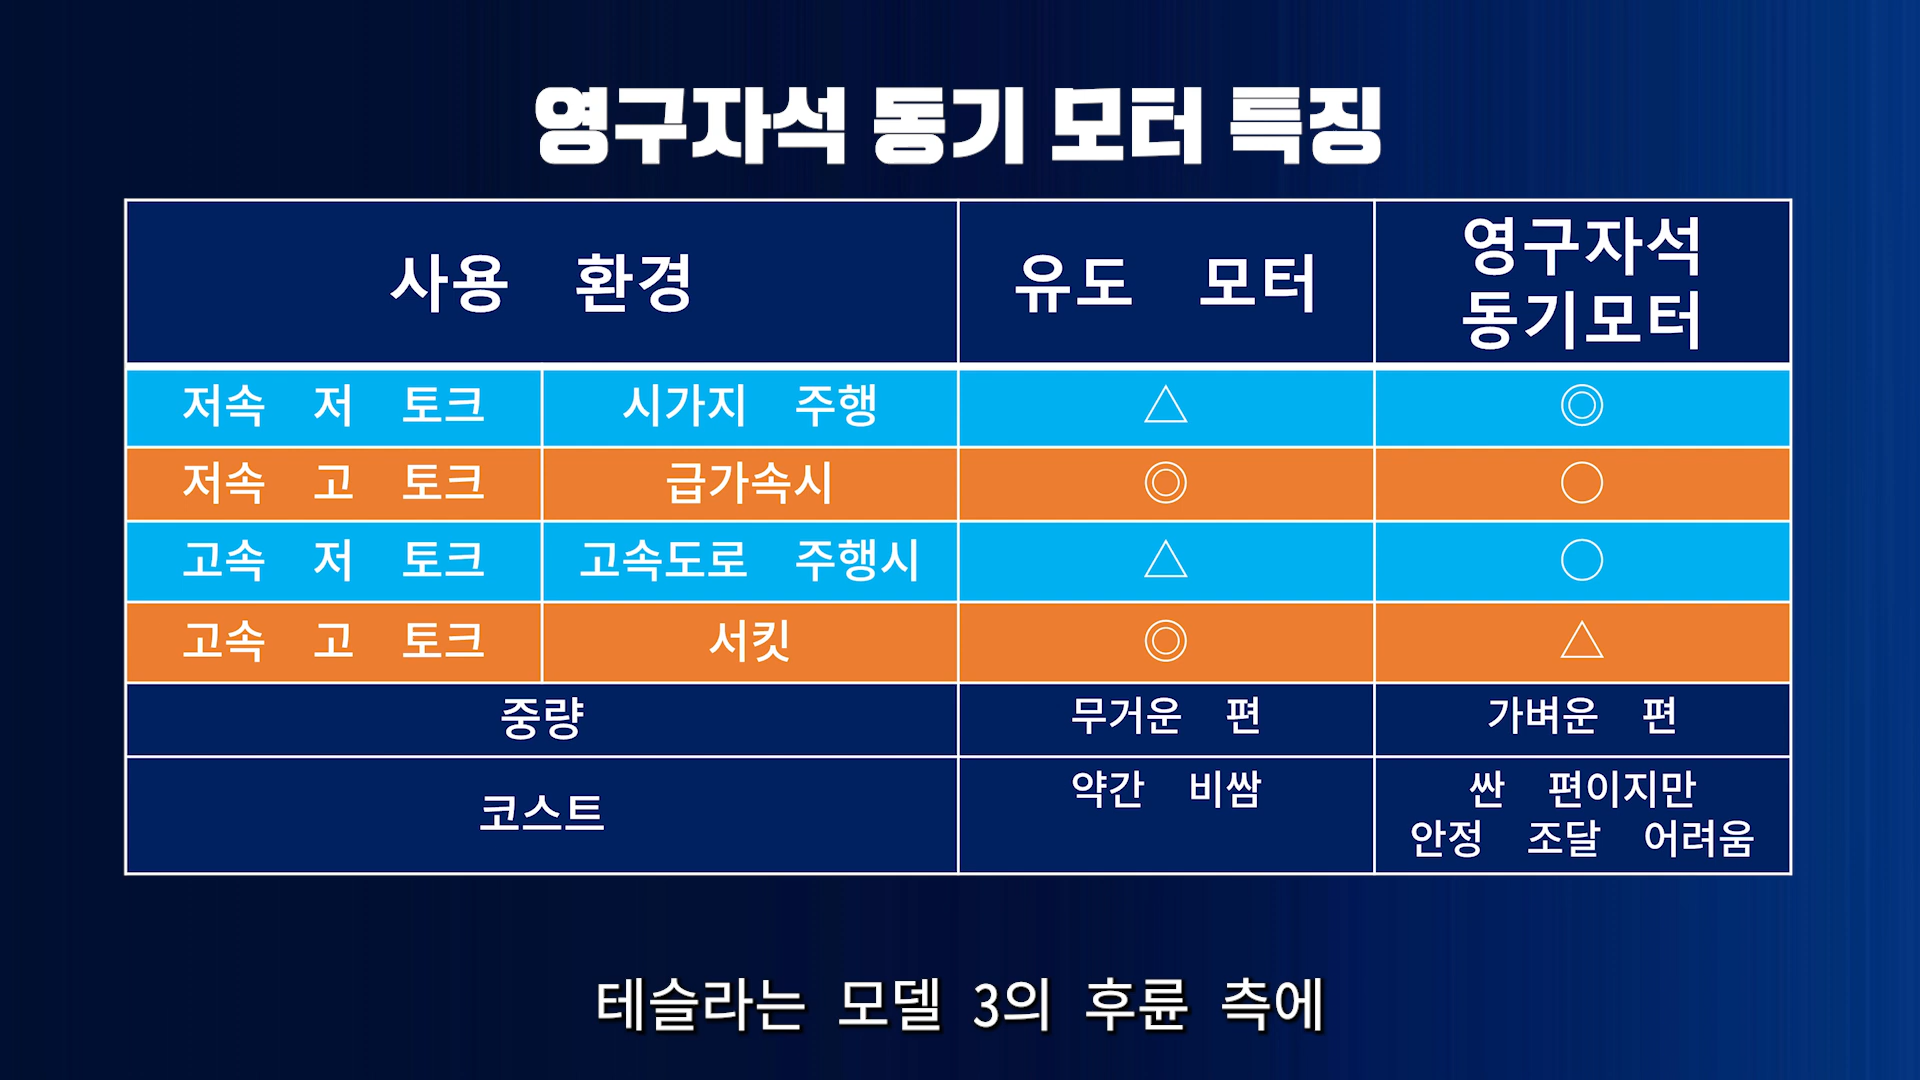 영구자석 동기 모터 특징
사용 환경 유도 모터 영구자석
동기모터
저속 저 토크 시가지 주행 △ ◎
저속 고 토크 급가속시 ◎ ○
고속 저 토크 고속도로 주행시 △ ○
고속 고 토크 서킷 ◎ △
중량 무거운 편 가벼운 편
코스트 약간 비쌈 싼 편이지만
안정 조달 어려움
테슬라는 모델 3의 후륜 측에